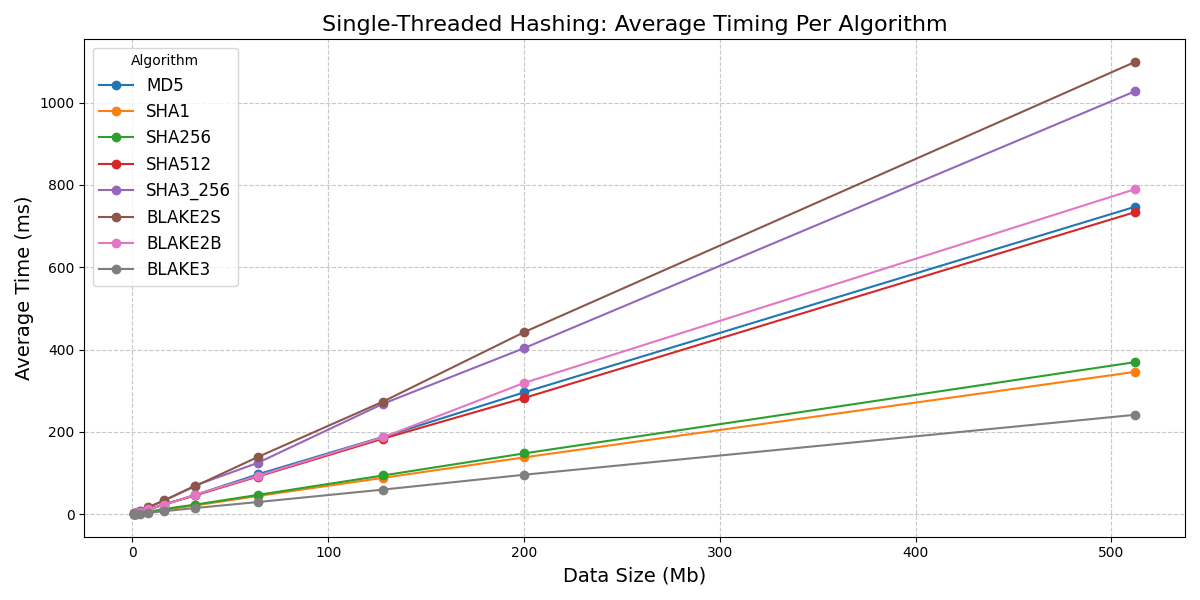 Single-Threaded Hashing: Average Timing Per Algorithm
Algorithm
MD5
SHA1
SHA256
SHA512
SHA3_256
BLAKE2S
BLAKE2B
BLAKE3
Average Time (ms)
1000
800
600
400
200
0
0
100
200
300
400
500
Data Size (Mb)